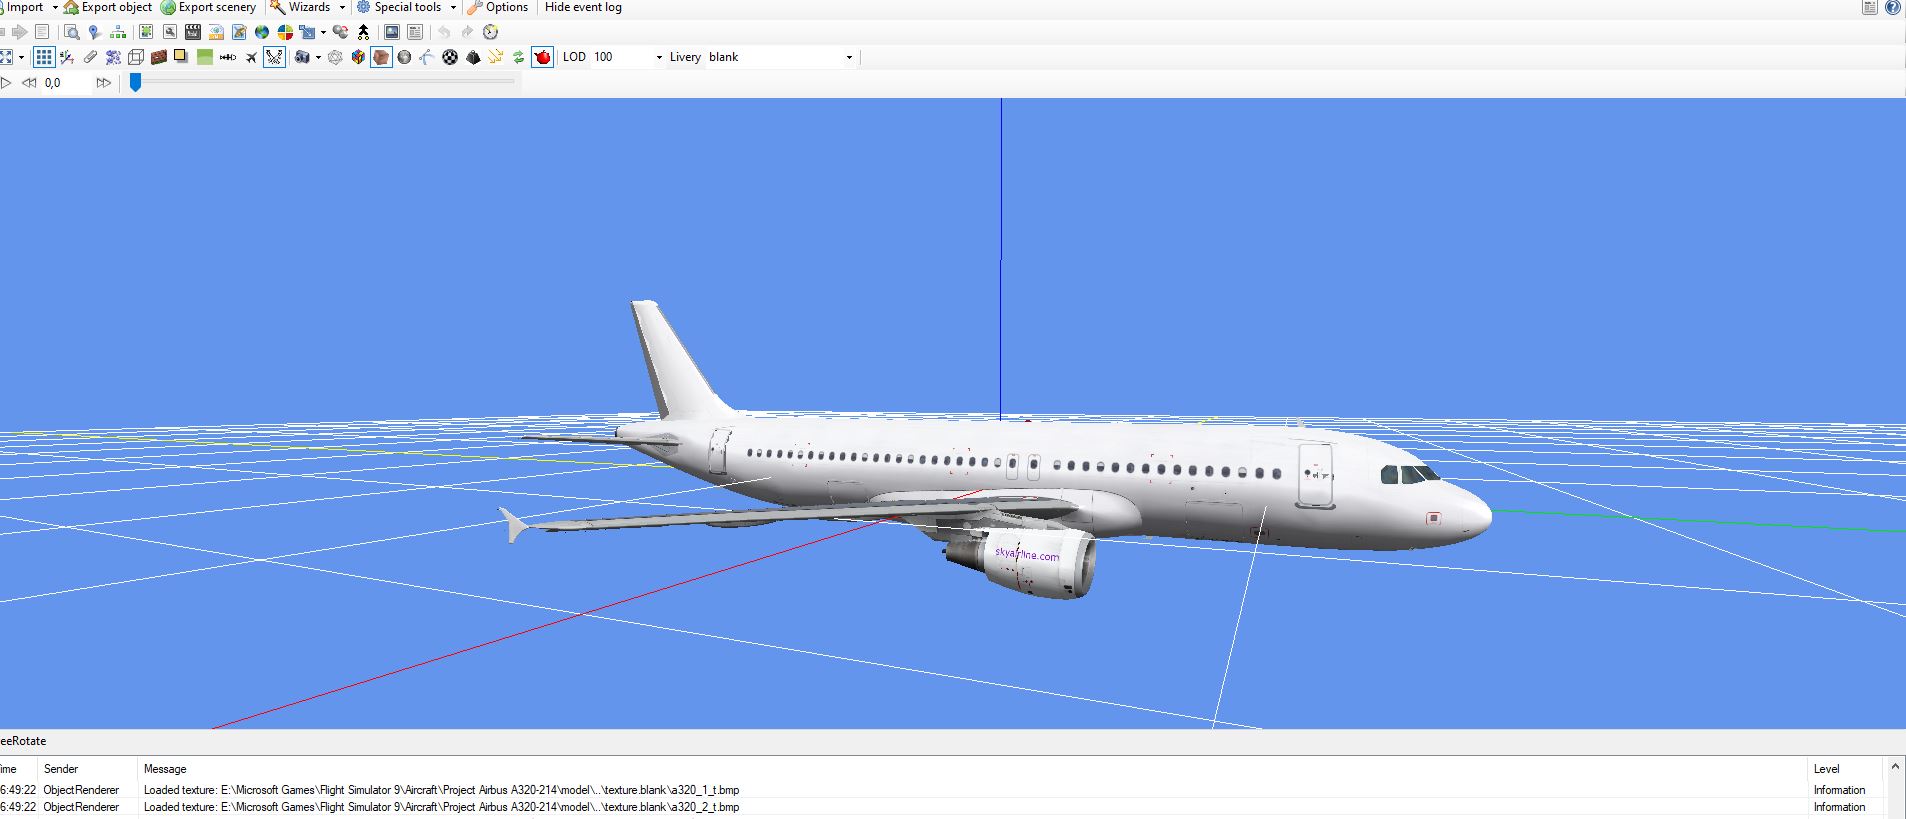 Import Export object Export scenery Wizards Special tools Options Hide event log
LOD 100 Livery blank
0,0
skyairline.com
eeRotate
ime Sender Message Level
6:49:22 ObjectRenderer Loaded texture: E:\Microsoft Games\Flight Simulator 9\Aircraft\Project Airbus A320-214\model\..\texture.blank\a320_1_t.bmp Information
6:49:22 ObjectRenderer Loaded texture: E:\Microsoft Games\Flight Simulator 9\Aircraft\Project Airbus A320-214\model\..\texture.blank\a320_2_t.bmp Information